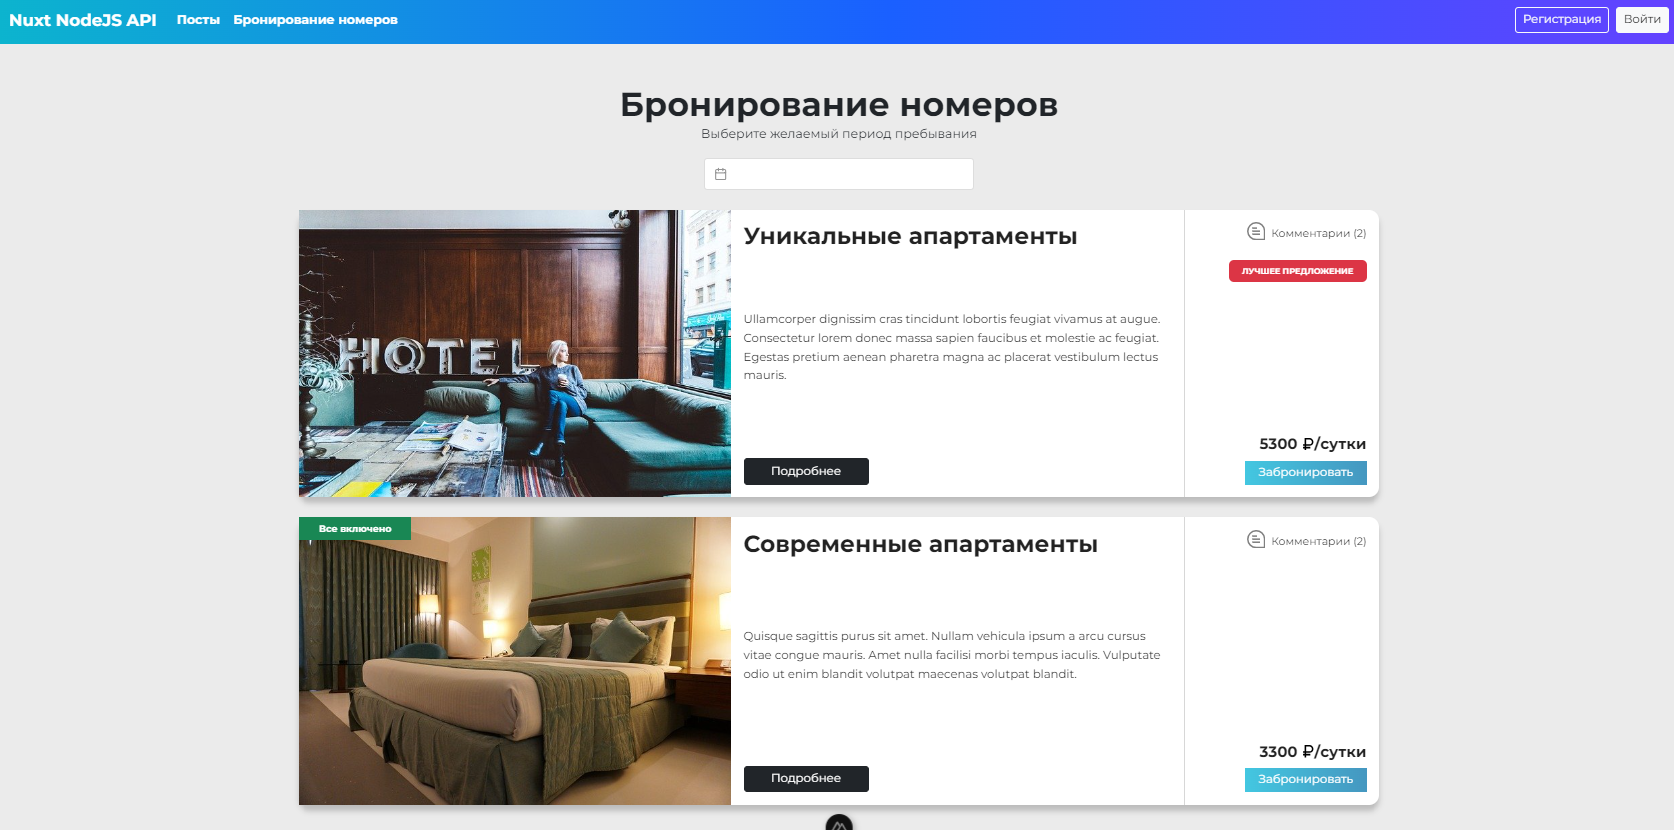 Nuxt NodeJS API Посты Бронирование номеров Регистрация Войти
Бронирование номеров
Выберите желаемый период пребывания
HOTEL
Уникальные апартаменты
Ullamcorper dignissim cras tincidunt lobortis feugiat vivamus at augue.
Consectetur lorem donec massa sapien faucibus et molestie ac feugiat.
Egestas pretium aenean pharetra magna ac placerat vestibulum lectus
mauris.
Подробнее
Комментарии (2)
ЛУЧШЕЕ ПРЕДЛОЖЕНИЕ
5300 ₽/сутки
Забронировать
Все включено
Современные апартаменты
Quisque sagittis purus sit amet. Nullam vehicula ipsum a arcu cursus
vitae congue mauris. Amet nulla facilisi morbi tempus iaculis. Vulputate
odio ut enim blandit volutpat maecenas volutpat blandit.
Подробнее
Комментарии (2)
3300 ₽/сутки
Забронировать